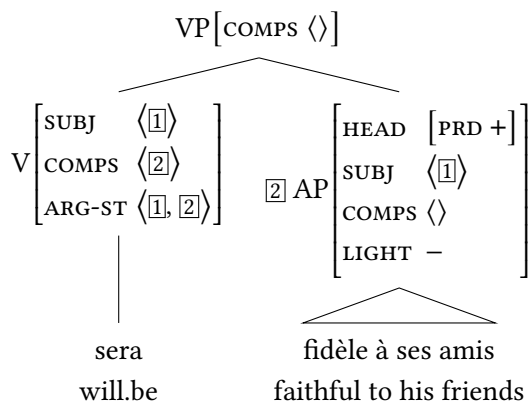 VP[COMPS ⟨⟩]
V[SUBJ ⟨1⟩
COMPS ⟨2⟩
ARG-ST ⟨1, 2⟩]
2 AP[HEAD [PRD +]
SUBJ ⟨1⟩
COMPS ⟨⟩
LIGHT −]
sera
will.be
fidèle à ses amis
faithful to his friends